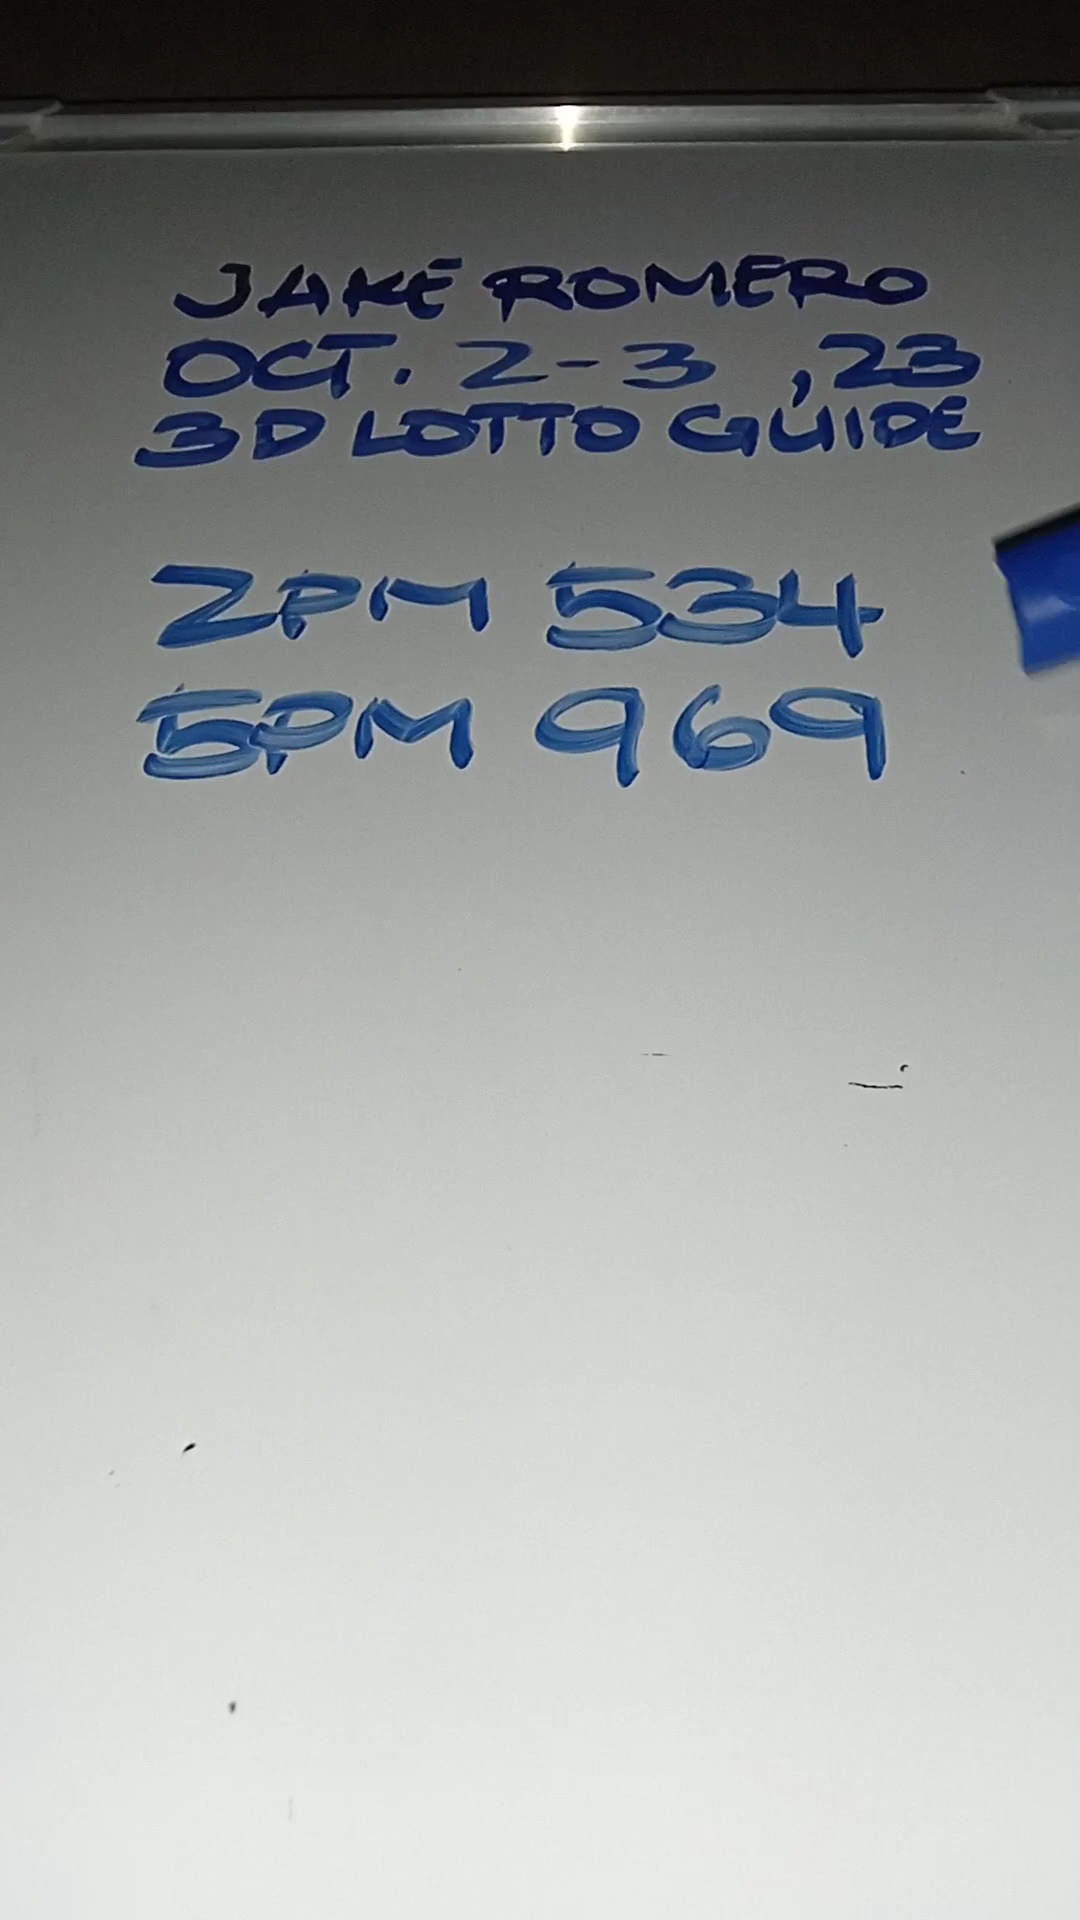 JAKE ROMERO
OCT. 2-3 ,23
3D LOTTO GUIDE
2PM 534
5PM 969